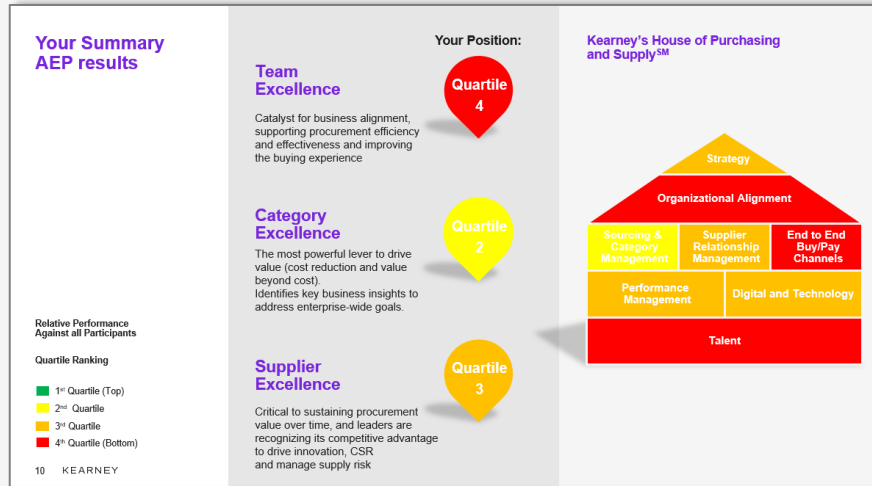 Your Summary
AEP results
Relative Performance
Against all Participants
Quartile Ranking
1st Quartile (Top)
2nd Quartile
3rd Quartile
4th Quartile (Bottom)
10 KEARNEY
Your Position:
Team
Excellence
Catalyst for business alignment,
supporting procurement efficiency
and effectiveness and improving
the buying experience
Quartile
4
Category
Excellence
The most powerful lever to drive
value (cost reduction and value
beyond cost).
Identifies key business insights to
address enterprise-wide goals.
Quartile
2
Supplier
Excellence
Critical to sustaining procurement
value over time, and leaders are
recognizing its competitive advantage
to drive innovation, CSR
and manage supply risk
Quartile
3
Kearney's House of Purchasing
and Supply℠
Strategy
Organizational Alignment
Sourcing &
Category
Management
Supplier
Relationship
Management
End to End
Buy/Pay
Channels
Performance
Management
Digital and Technology
Talent